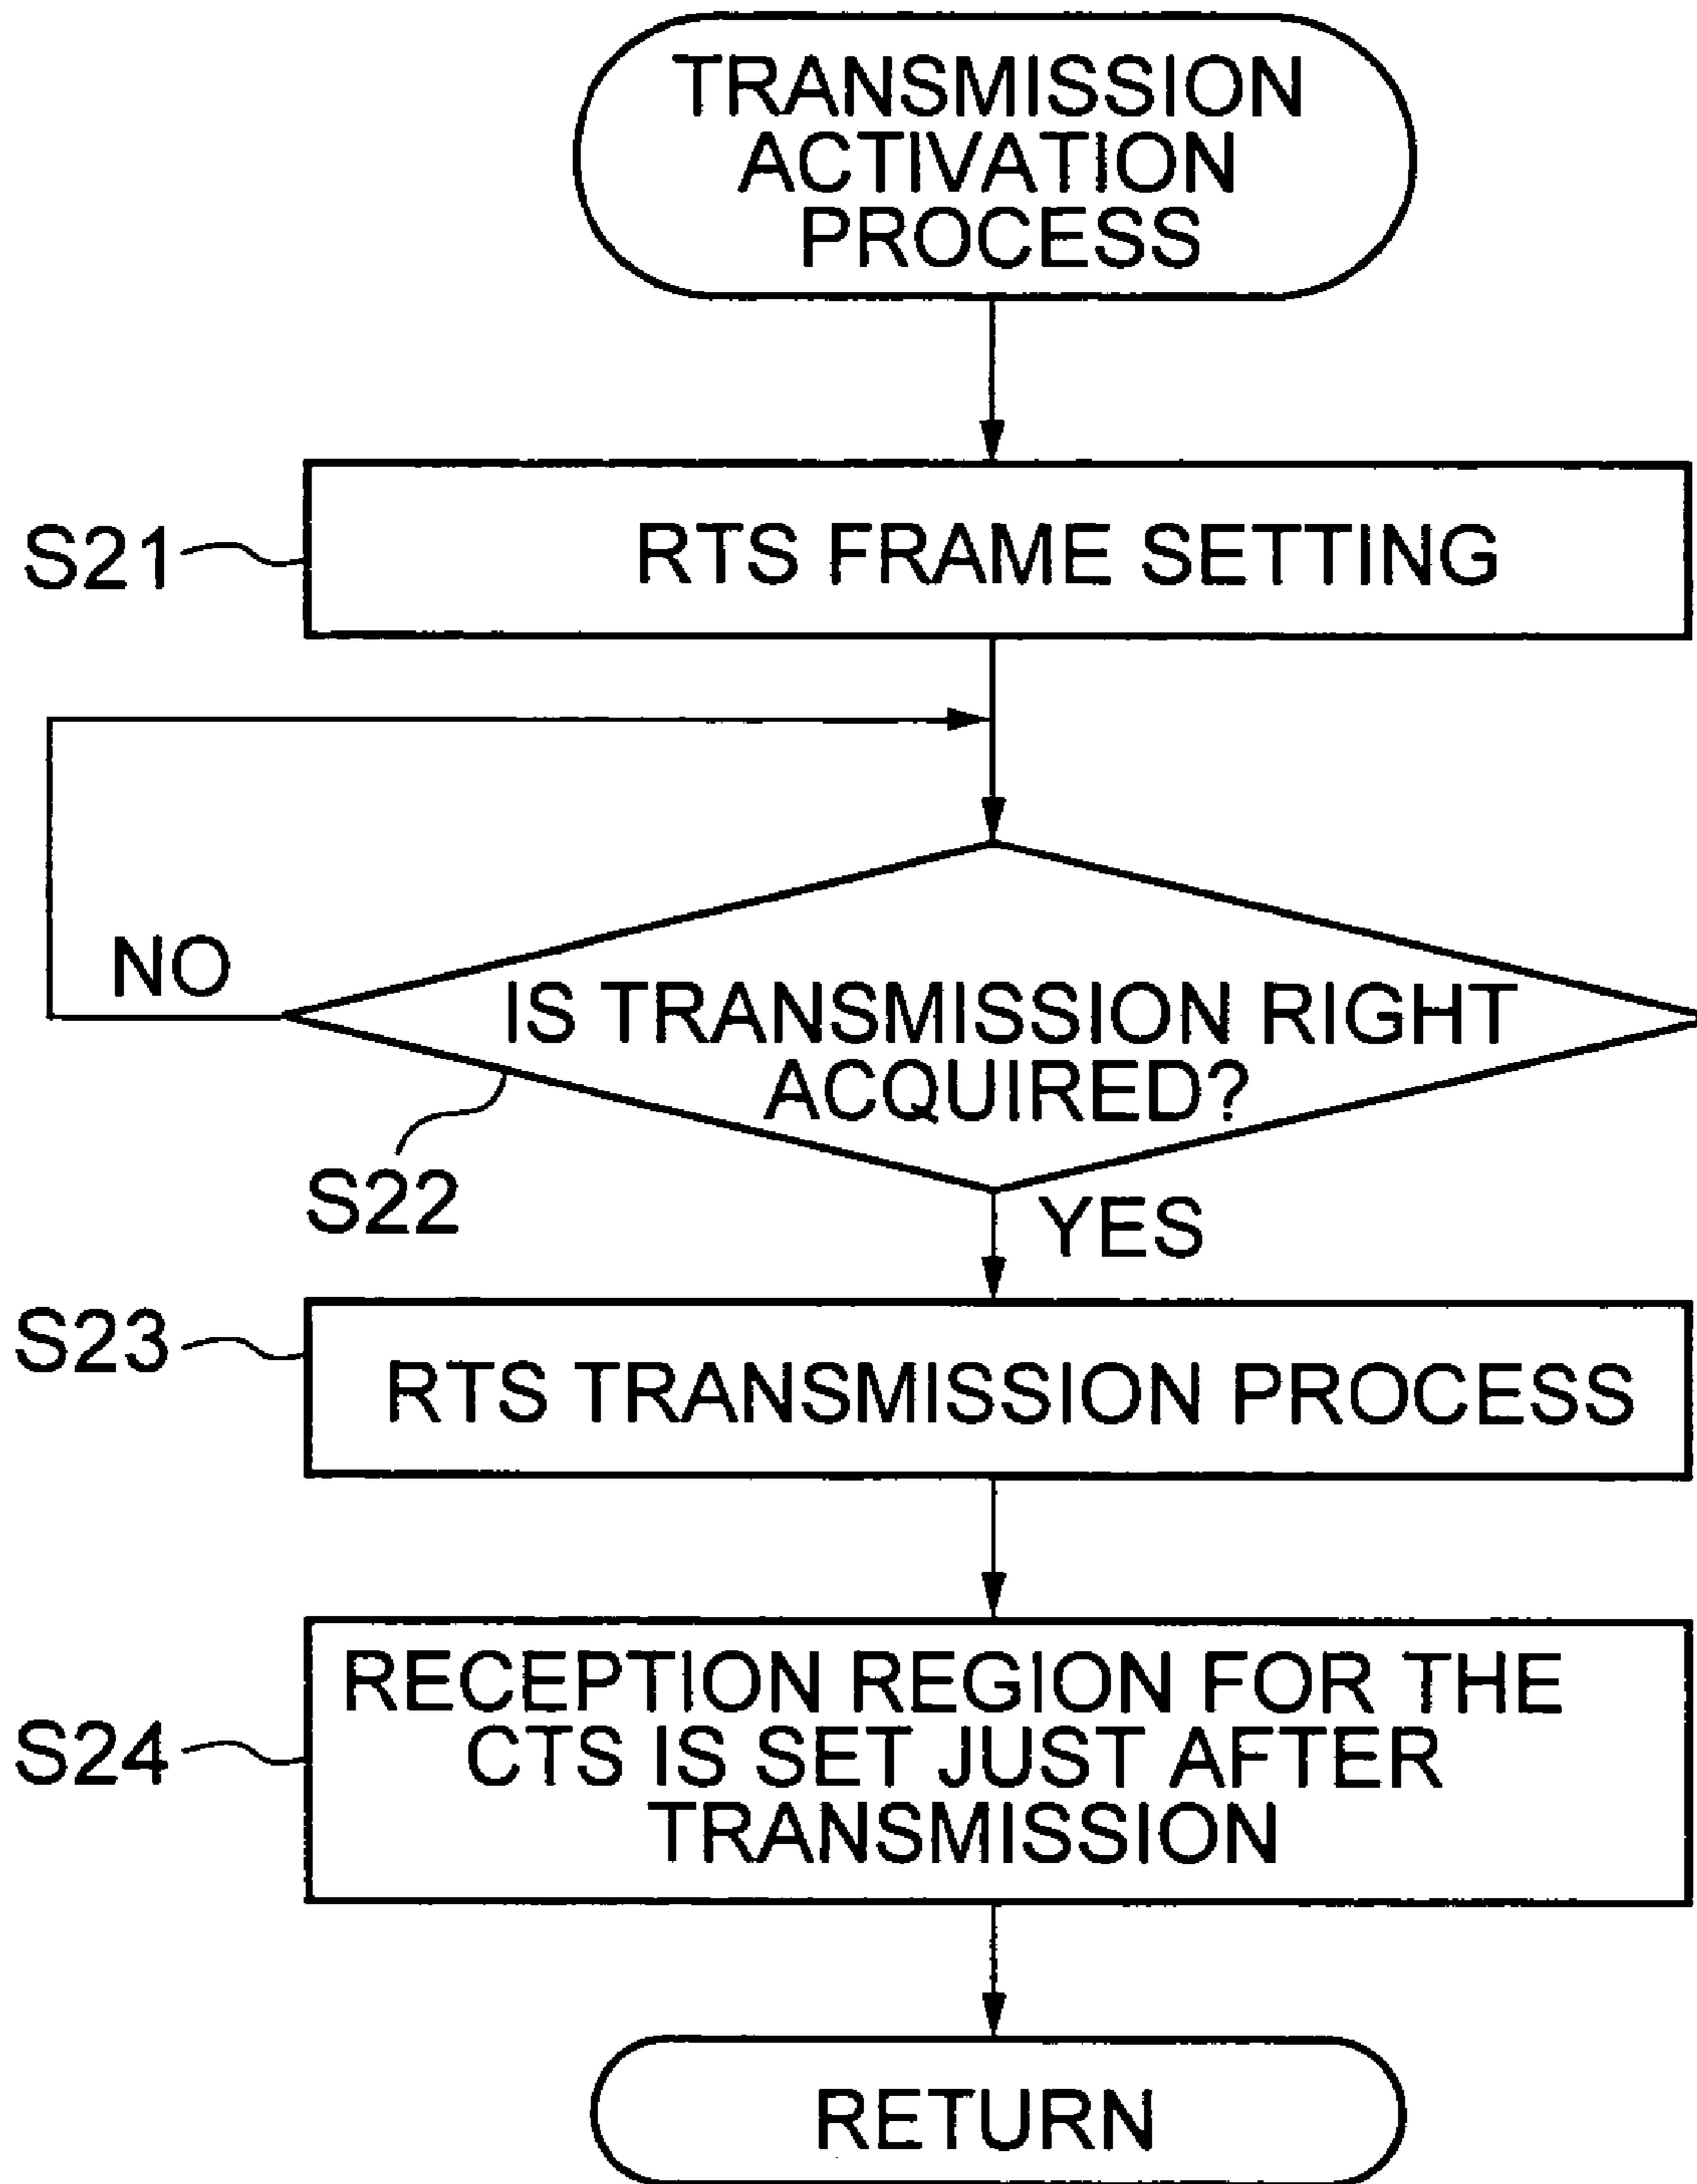 TRANSMISSION
ACTIVATION
PROCESS
S21
RTS FRAME SETTING
NO
IS TRANSMISSION RIGHT
ACQUIRED?
S22
YES
S23
RTS TRANSMISSION PROCESS
S24
RECEPTION REGION FOR THE
CTS IS SET JUST AFTER
TRANSMISSION
RETURN